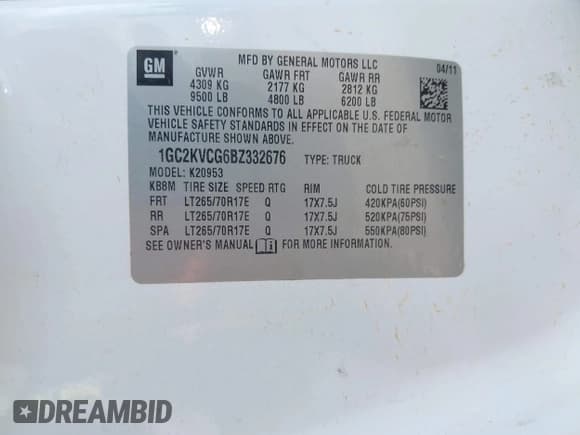 GM
MFD BY GENERAL MOTORS LLC
04/11
GVWR GAWR FRT GAWR RR
4309 KG 2177 KG 2812 KG
9500 LB 4800 LB 6200 LB
THIS VEHICLE CONFORMS TO ALL APPLICABLE U.S. FEDERAL MOTOR
VEHICLE SAFETY STANDARDS IN EFFECT ON THE DATE OF
MANUFACTURE SHOWN ABOVE.
1GC2KVCG6BZ332676 TYPE: TRUCK
MODEL: K20953
KB8M TIRE SIZE SPEED RTG RIM COLD TIRE PRESSURE
FRT LT265/70R17E Q 17X7.5J 420KPA(60PSI)
RR LT265/70R17E Q 17X7.5J 520KPA(75PSI)
SPA LT265/70R17E Q 17X7.5J 550KPA(80PSI)
SEE OWNER'S MANUAL FOR MORE INFORMATION.
DREAMBID